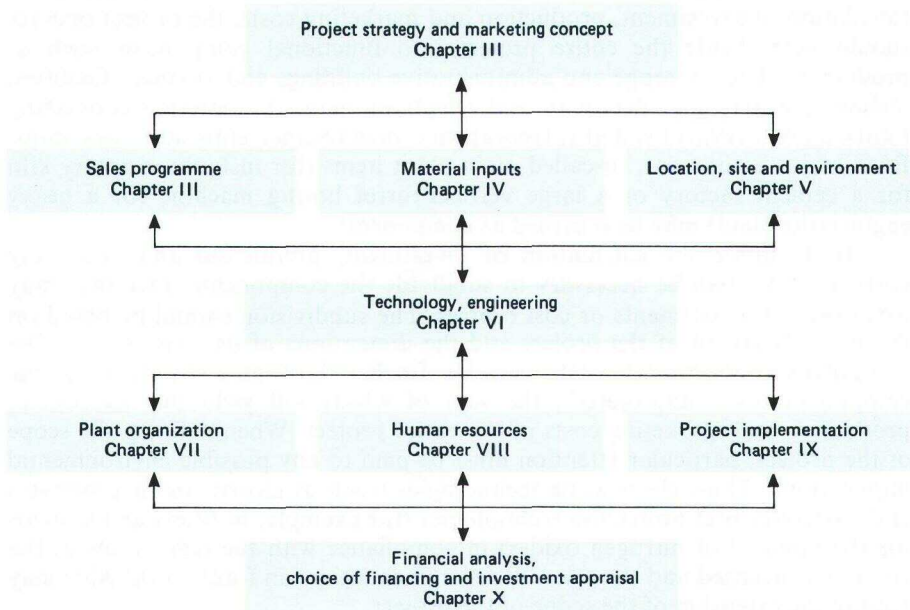 Project strategy and marketing concept
Chapter III
Sales programme
Chapter III
Material inputs
Chapter IV
Location, site and environment
Chapter V
Technology, engineering
Chapter VI
Plant organization
Chapter VII
Human resources
Chapter VIII
Project implementation
Chapter IX
Financial analysis,
choice of financing and investment appraisal
Chapter X